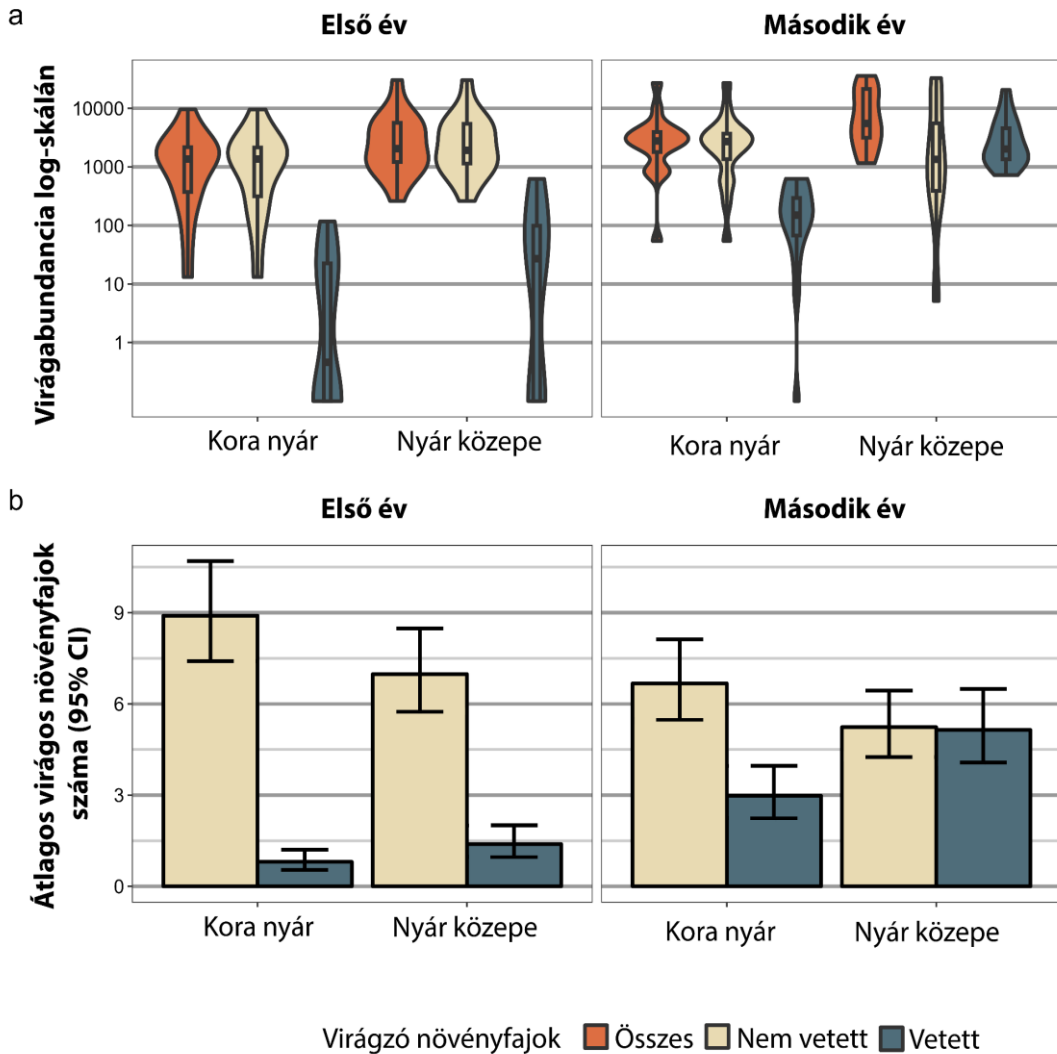 a
Első év
Második év
Virágabundancia log-skálán
10000
1000
100
10
1
Kora nyár
Nyár közepe
Kora nyár
Nyár közepe
b
Első év
Második év
Átlagos virágos növényfajok
száma (95% CI)
9
6
3
0
Kora nyár
Nyár közepe
Kora nyár
Nyár közepe
Virágzó növényfajok Összes Nem vetett Vetett